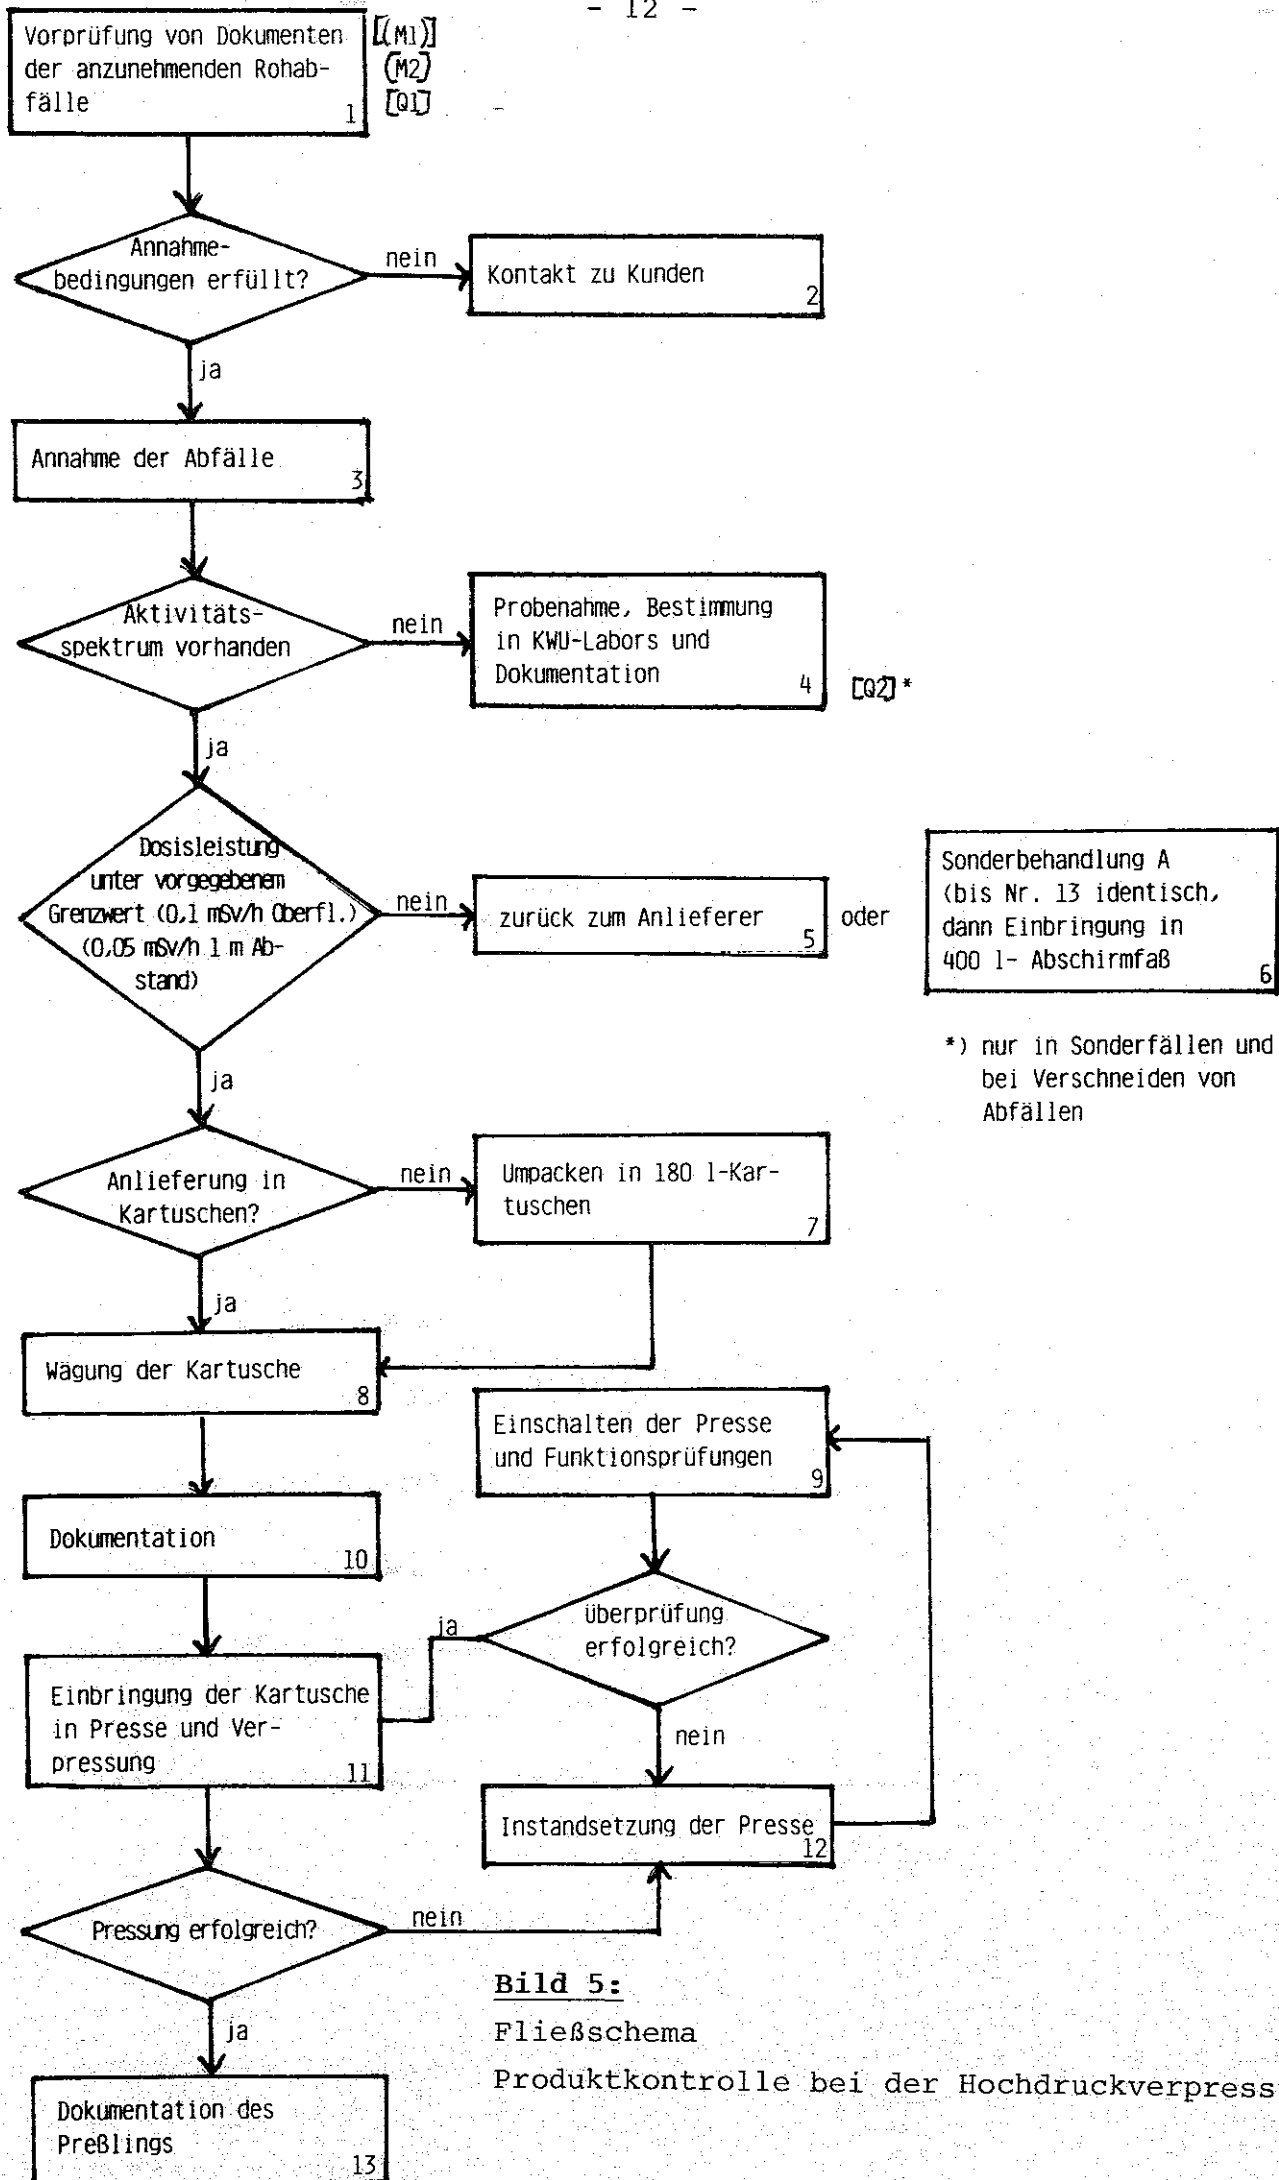 - 12 -
Vorprüfung von Dokumenten
der anzunehmenden Rohab-
fälle
1
[(M1)]
(M2)
[Q1]
Annahme-
bedingungen erfüllt?
nein
Kontakt zu Kunden
2
ja
Annahme der Abfälle
3
Aktivitäts-
spektrum vorhanden
nein
Probenahme, Bestimmung
in KWU-Labors und
Dokumentation
4
[Q2]*
ja
Dosisleistung
unter vorgegebenem
Grenzwert (0,1 mSv/h Oberfl.)
(0,05 mSv/h 1 m Ab-
stand)
nein
zurück zum Anlieferer
5
oder
Sonderbehandlung A
(bis Nr. 13 identisch,
dann Einbringung in
400 l- Abschirmfaß
6
*) nur in Sonderfällen und
bei Verschneiden von
Abfällen
ja
Anlieferung in
Kartuschen?
nein
Umpacken in 180 l-Kar-
tuschen
7
ja
Wägung der Kartusche
8
Einschalten der Presse
und Funktionsprüfungen
9
Dokumentation
10
ja
überprüfung
erfolgreich?
Einbringung der Kartusche
in Presse und Ver-
pressung
11
nein
Instandsetzung der Presse
12
Pressung erfolgreich?
nein
ja
Dokumentation des
Preßlings
13
Bild 5:
Fließschema
Produktkontrolle bei der Hochdruckverpress